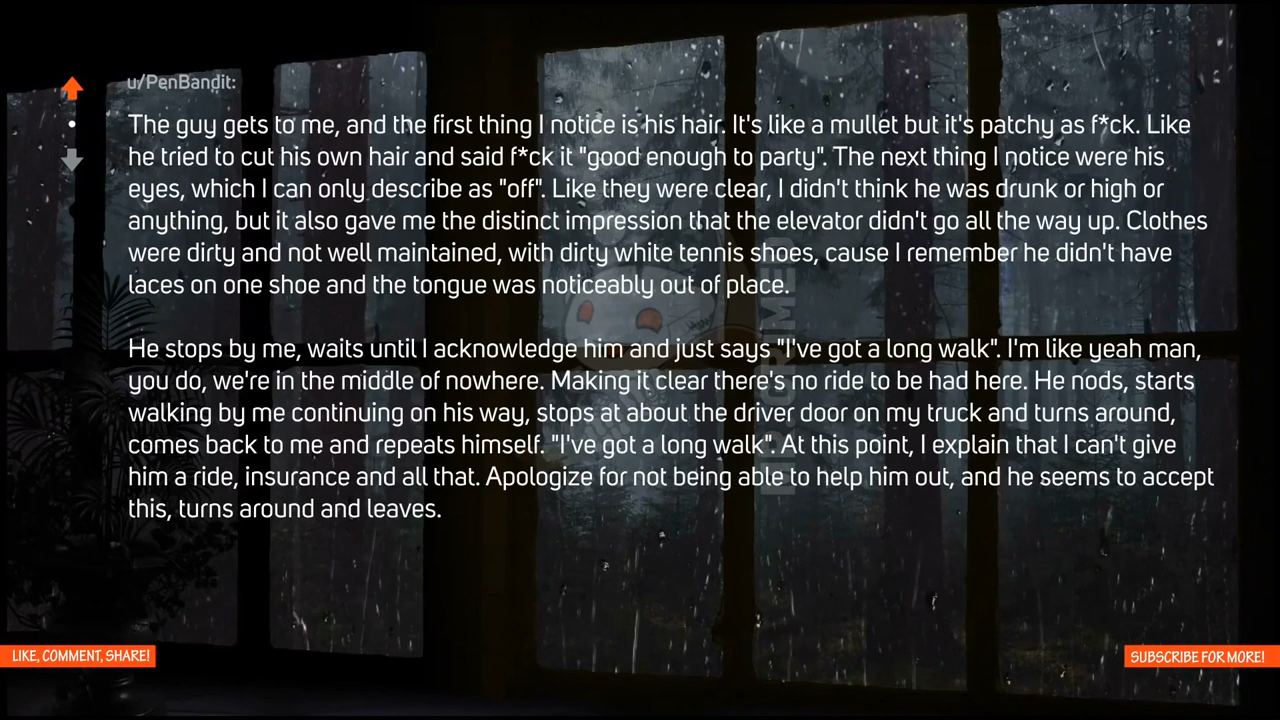 u/PenBandit:
The guy gets to me, and the first thing I notice is his hair. It's like a mullet but it's patchy as f*ck. Like
he tried to cut his own hair and said f*ck it "good enough to party". The next thing I notice were his
eyes, which I can only describe as "off". Like they were clear, I didn't think he was drunk or high or
anything, but it also gave me the distinct impression that the elevator didn't go all the way up. Clothes
were dirty and not well maintained, with dirty white tennis shoes, cause I remember he didn't have
laces on one shoe and the tongue was noticeably out of place.
He stops by me, waits until I acknowledge him and just says "I've got a long walk". I'm like yeah man,
you do, we're in the middle of nowhere. Making it clear there's no ride to be had here. He nods, starts
walking by me continuing on his way, stops at about the driver door on my truck and turns around,
comes back to me and repeats himself. "I've got a long walk". At this point, I explain that I can't give
him a ride, insurance and all that. Apologize for not being able to help him out, and he seems to accept
this, turns around and leaves.
LIKE, COMMENT, SHARE!
SUBSCRIBE FOR MORE!